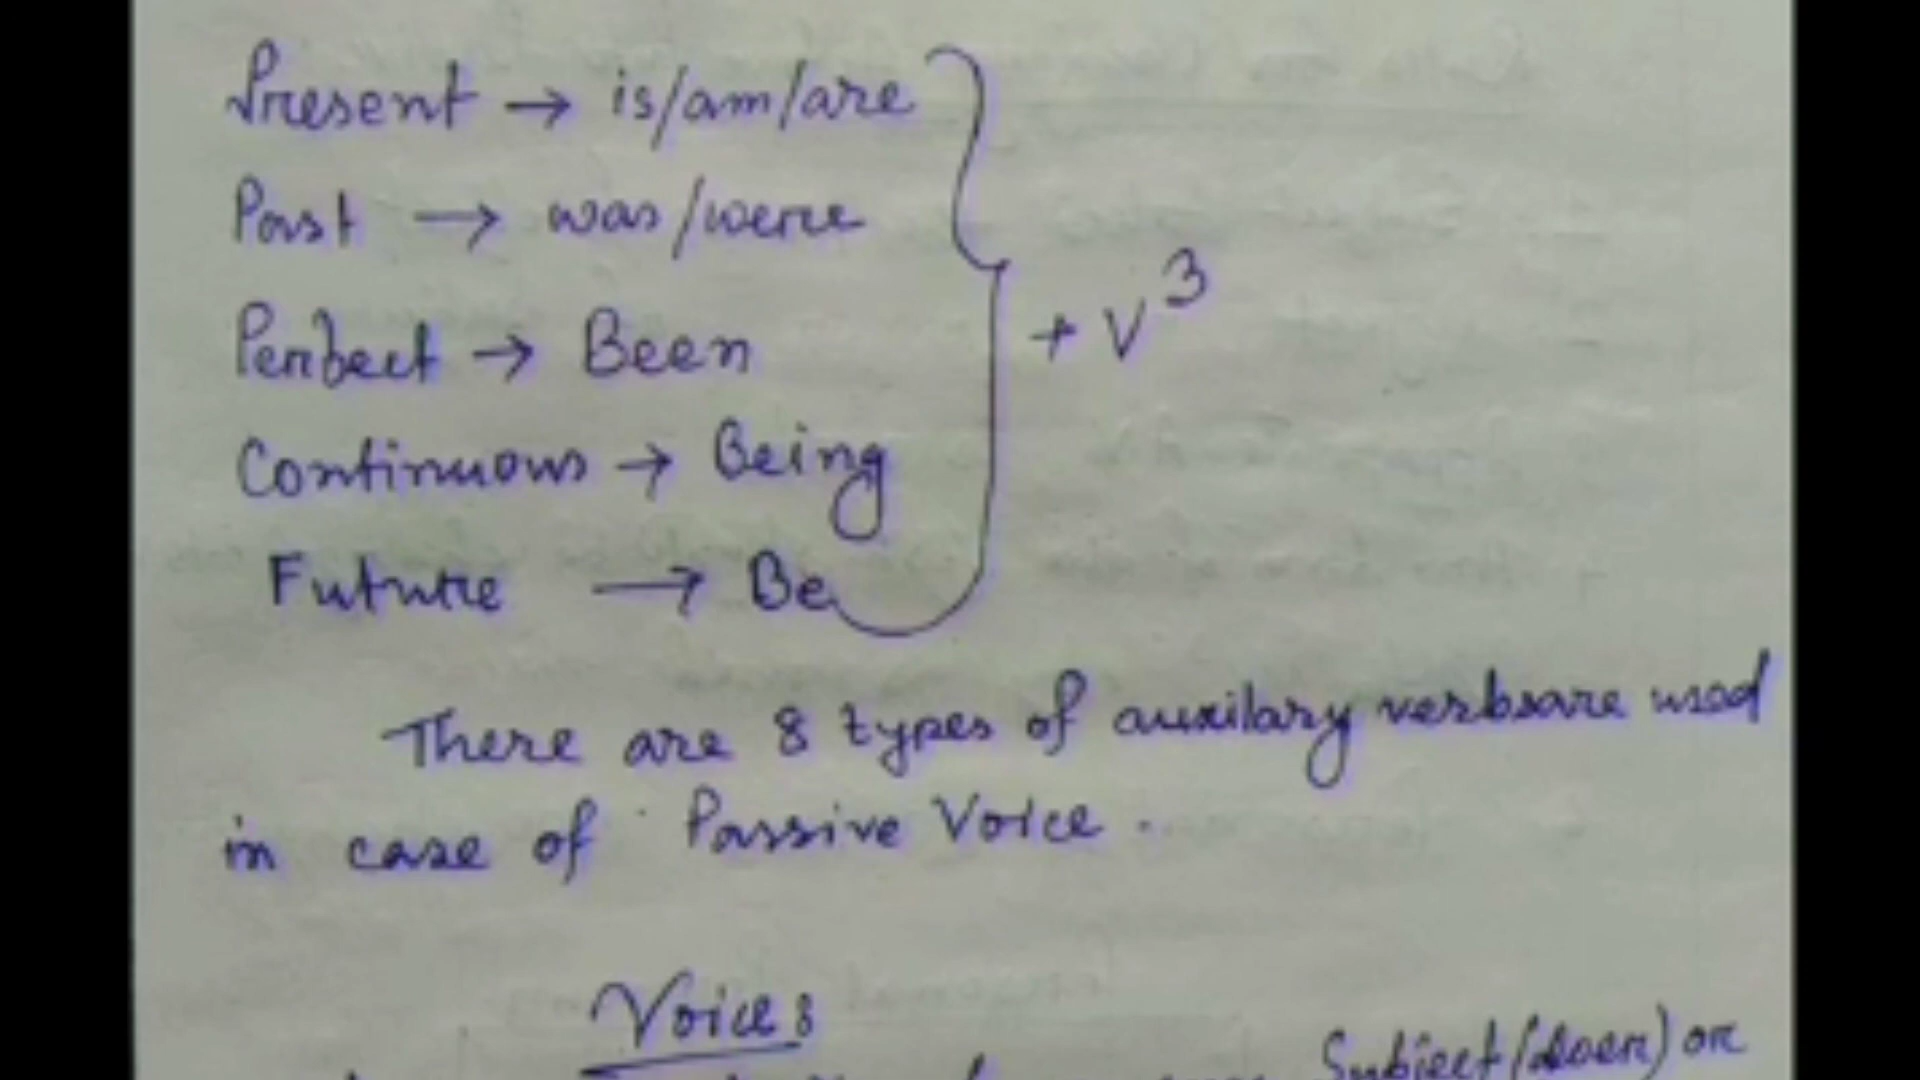 Present → is/am/are
Past → was/were
Perfect → Been
Continuous → Being
Future → Be
+ V³
There are 8 types of auxilary verbs are used
in case of Passive Voice.
Voice:
Subject (doer) or